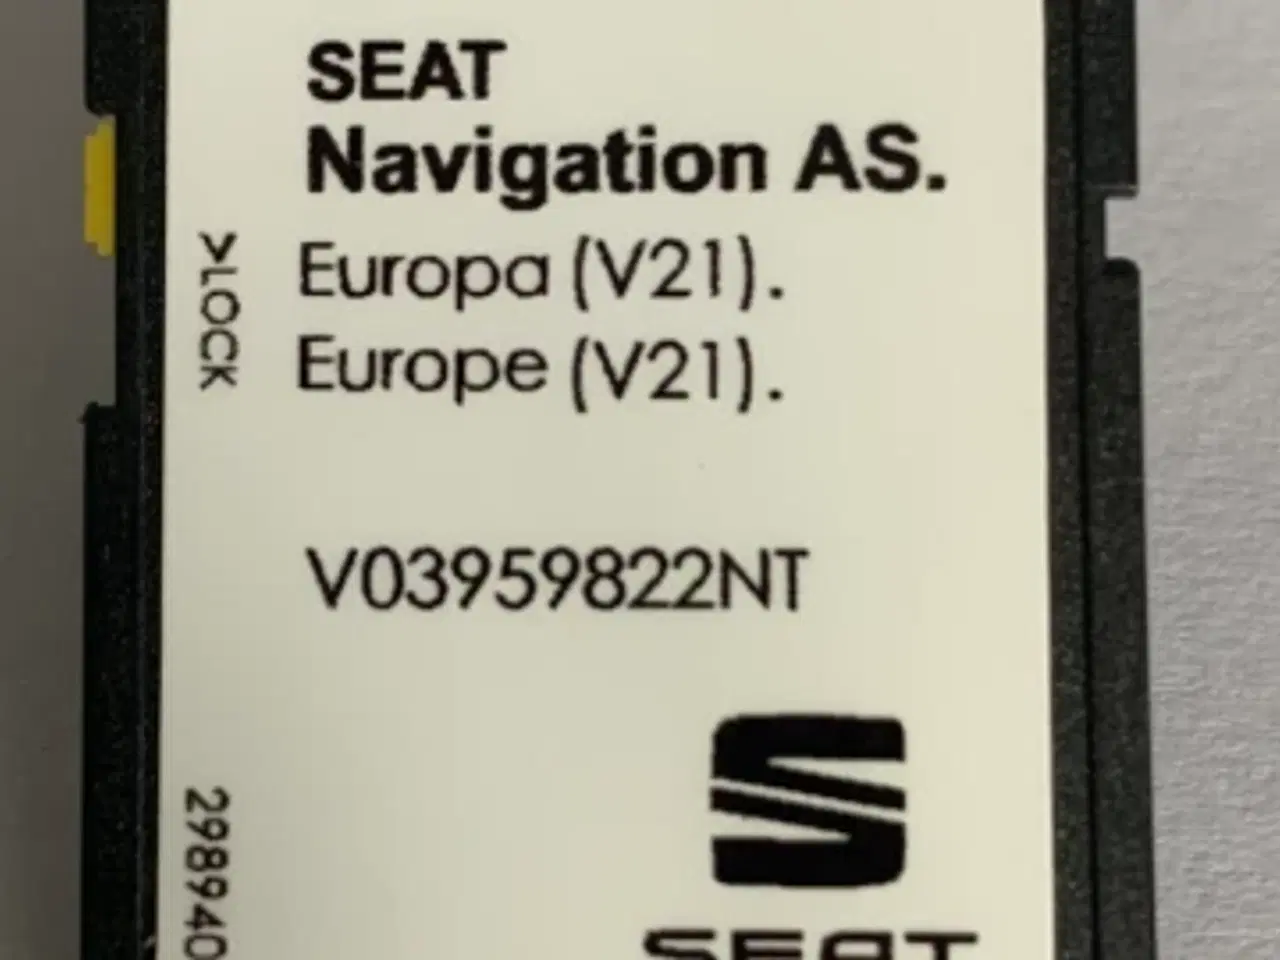 SEAT
Navigation AS.
Europa (V21).
Europe (V21).
>LOCK
V03959822NT
298940
SEAT